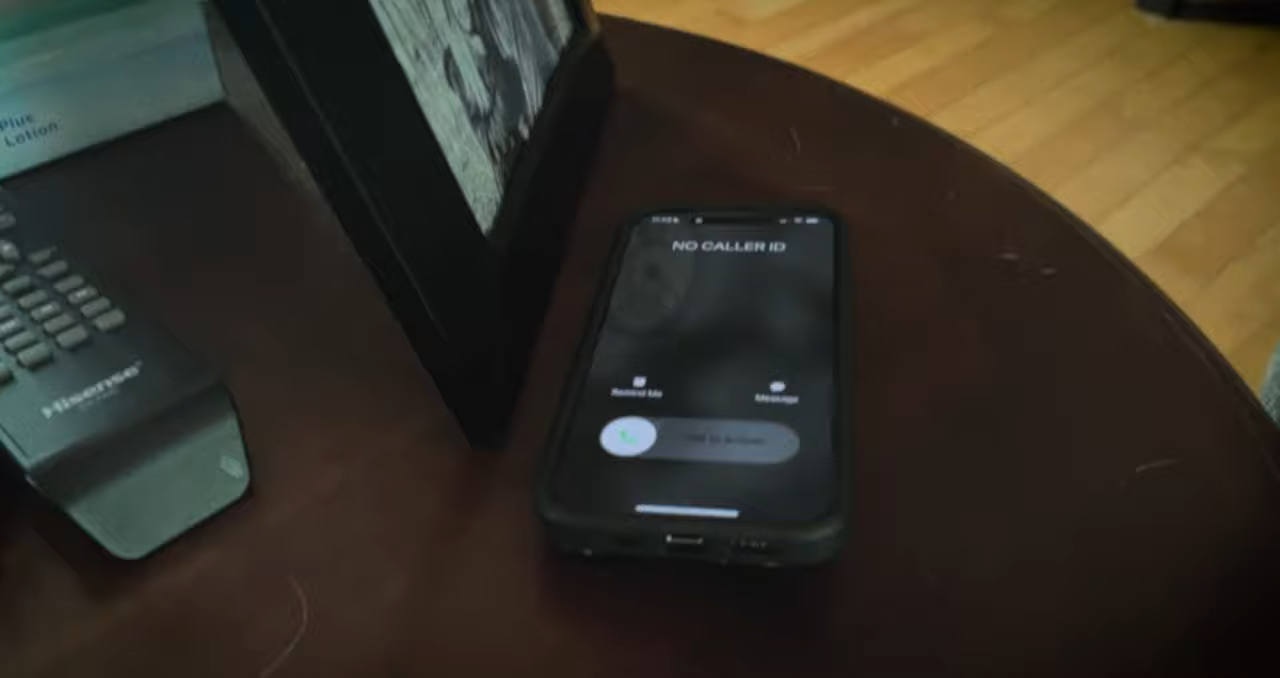 Plus
Lotion
Hisense
NO CALLER ID
Remind Me
Message